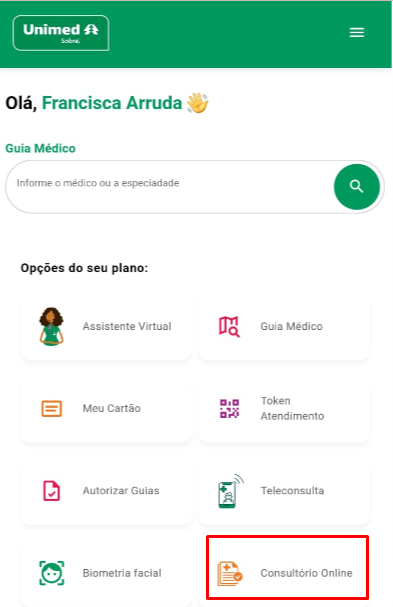 Unimed
Sobral
Olá, Francisca Arruda 👋
Guia Médico
Informe o médico ou a especiadade
Opções do seu plano:
Assistente Virtual
Guia Médico
Meu Cartão
Token
Atendimento
Autorizar Guias
Teleconsulta
Biometria facial
Consultório Online